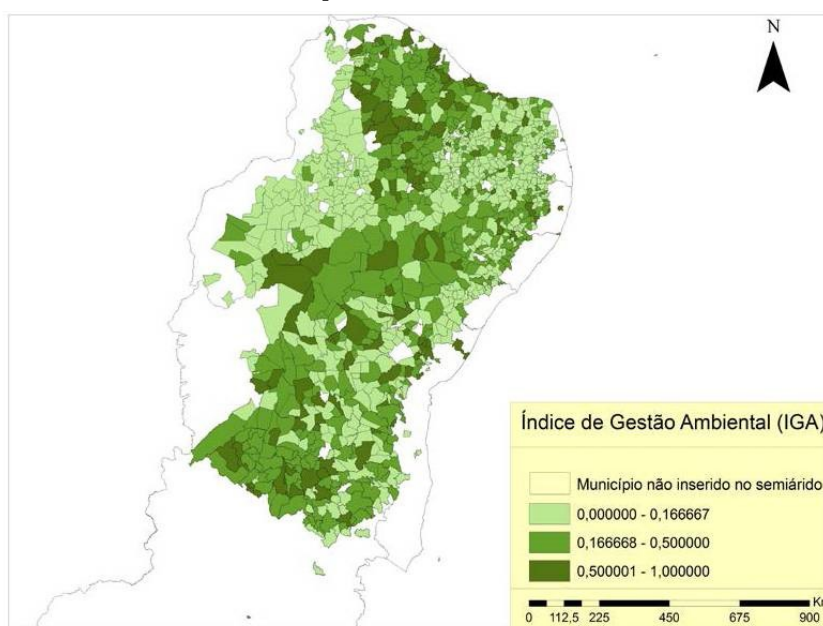 N
Índice de Gestão Ambiental (IGA)
Município não inserido no semiárido
0,000000 - 0,166667
0,166668 - 0,500000
0,500001 - 1,000000
Km
0 112,5 225 450 675 900